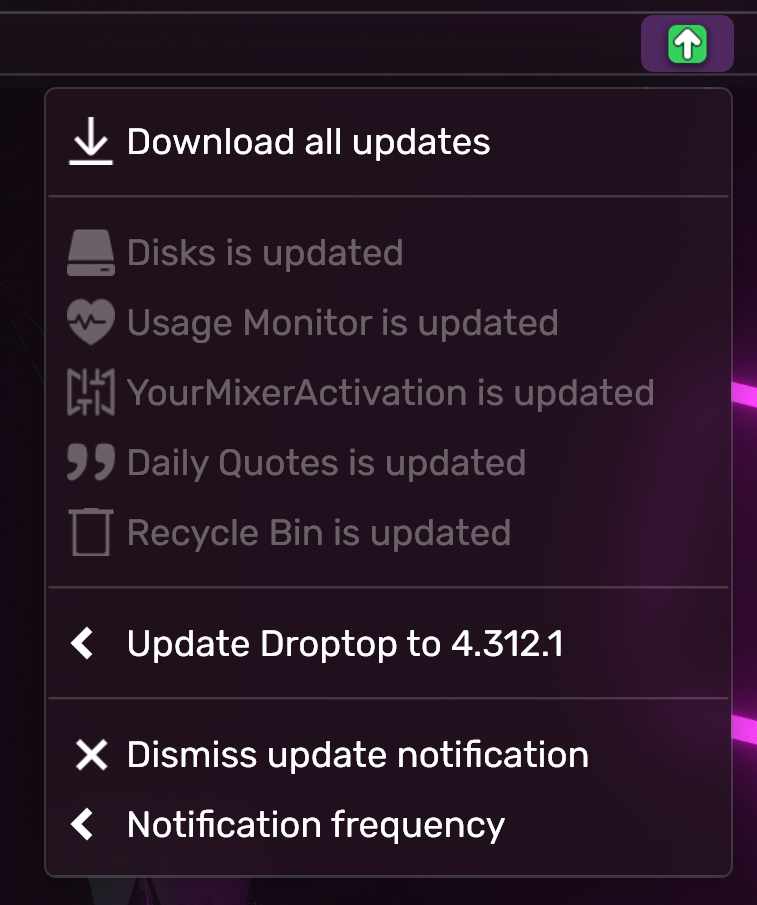 Download all updates
Disks is updated
Usage Monitor is updated
YourMixerActivation is updated
Daily Quotes is updated
Recycle Bin is updated
Update Droptop to 4.312.1
Dismiss update notification
Notification frequency